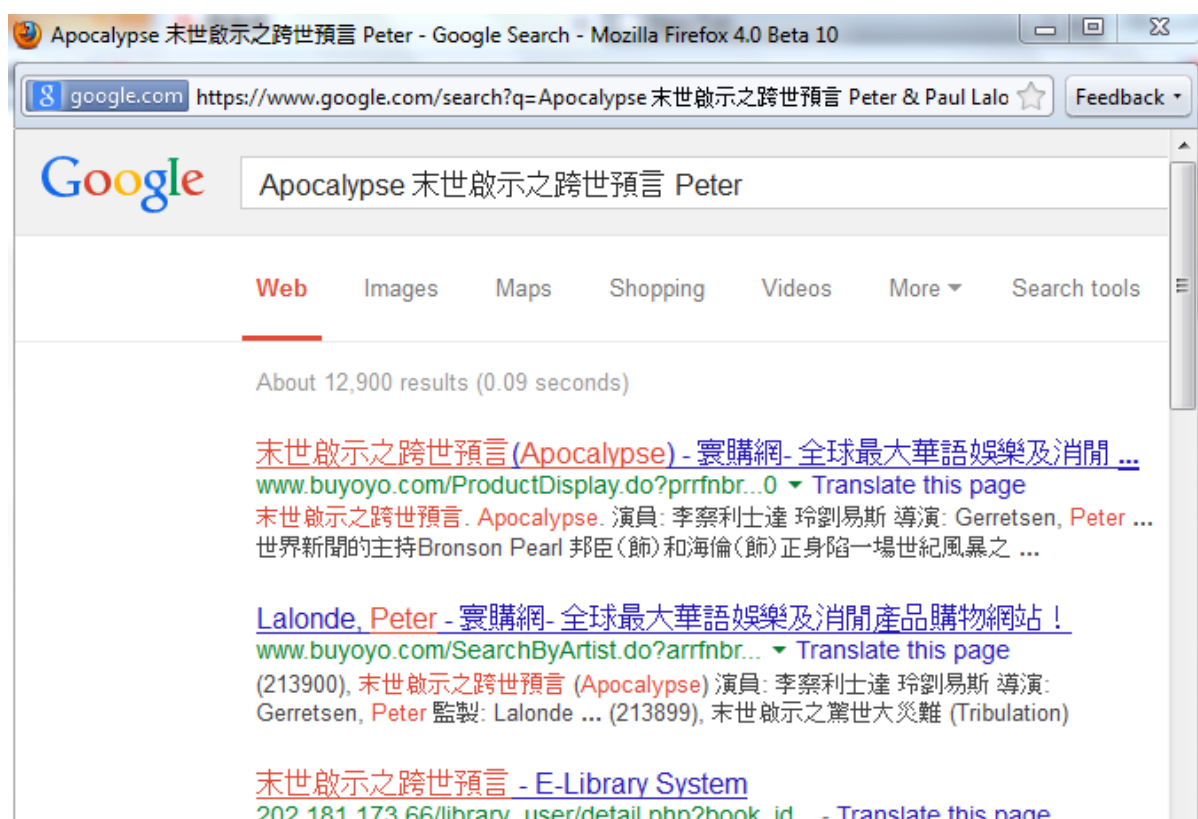 Apocalypse 末世啟示之跨世預言 Peter - Google Search - Mozilla Firefox 4.0 Beta 10
google.com https://www.google.com/search?q=Apocalypse 末世啟示之跨世預言 Peter & Paul Lalo Feedback
Google Apocalypse 末世啟示之跨世預言 Peter
Web Images Maps Shopping Videos More Search tools
About 12,900 results (0.09 seconds)
末世啟示之跨世預言(Apocalypse) - 寰購網- 全球最大華語娛樂及消閒 ...
www.buyoyo.com/ProductDisplay.do?prrfnbr...0 Translate this page
末世啟示之跨世預言. Apocalypse. 演員: 李察利士達 玲劉易斯 導演: Gerretsen, Peter ...
世界新聞的主持Bronson Pearl 邦臣(飾)和海倫(飾)正身陷一場世紀風暴之 ...
Lalonde, Peter - 寰購網- 全球最大華語娛樂及消閒產品購物網站！
www.buyoyo.com/SearchByArtist.do?arrfnbr... Translate this page
(213900), 末世啟示之跨世預言 (Apocalypse) 演員: 李察利士達 玲劉易斯 導演:
Gerretsen, Peter 監製: Lalonde ... (213899), 末世啟示之驚世大災難 (Tribulation)
末世啟示之跨世預言 - E-Library System
202.181.173.66/library_user/detail.php?book_id... - Translate this page